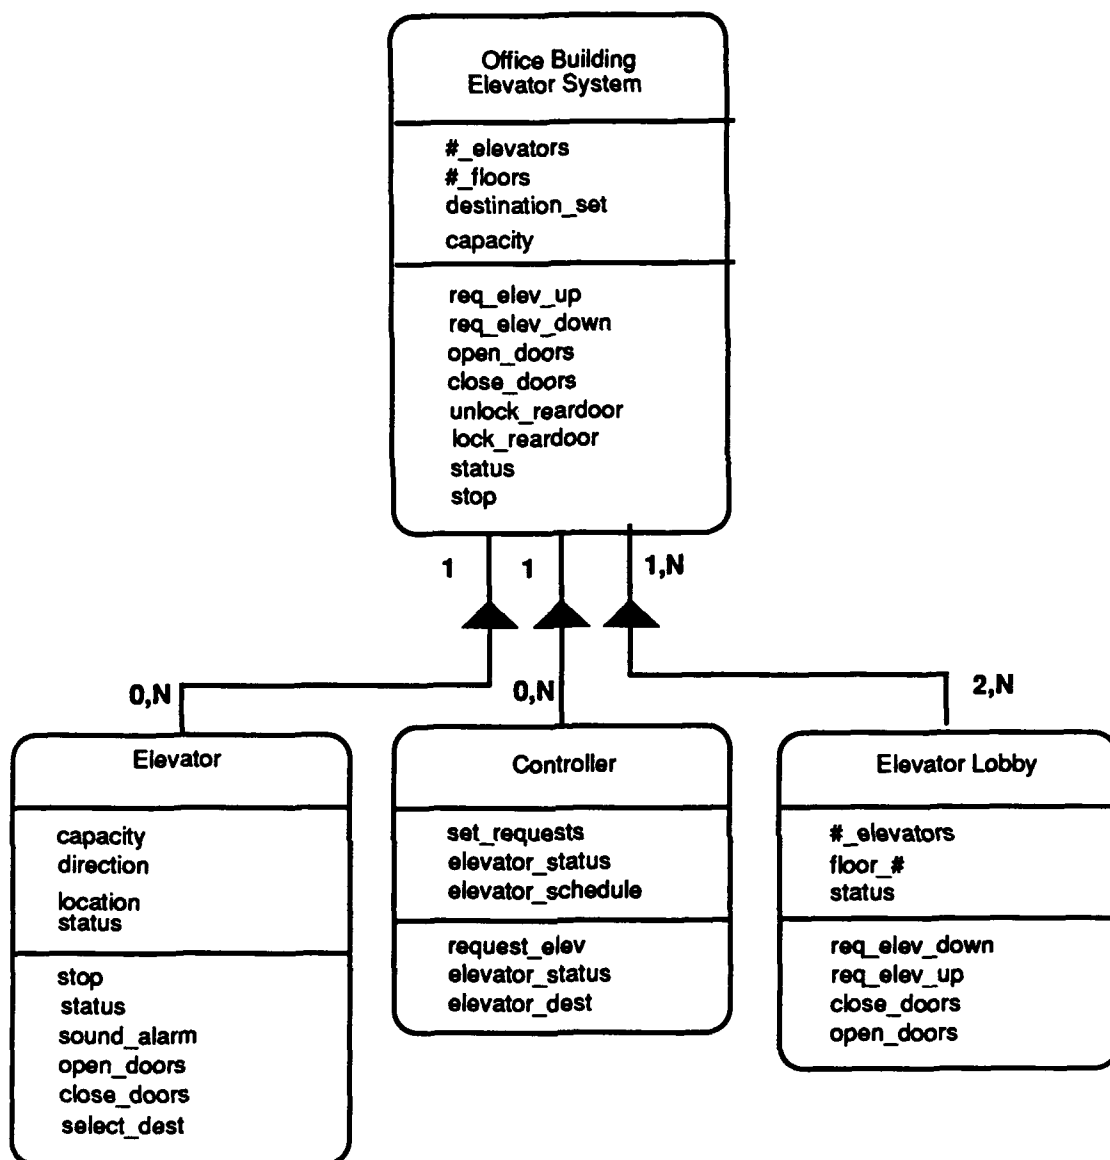 Office Building
Elevator System
#_elevators
#_floors
destination_set
capacity
req_elev_up
req_elev_down
open_doors
close_doors
unlock_reardoor
lock_reardoor
status
stop
1
1
1,N
0,N
0,N
2,N
Elevator
capacity
direction
location
status
stop
status
sound_alarm
open_doors
close_doors
select_dest
Controller
set_requests
elevator_status
elevator_schedule
request_elev
elevator_status
elevator_dest
Elevator Lobby
#_elevators
floor_#
status
req_elev_down
req_elev_up
close_doors
open_doors